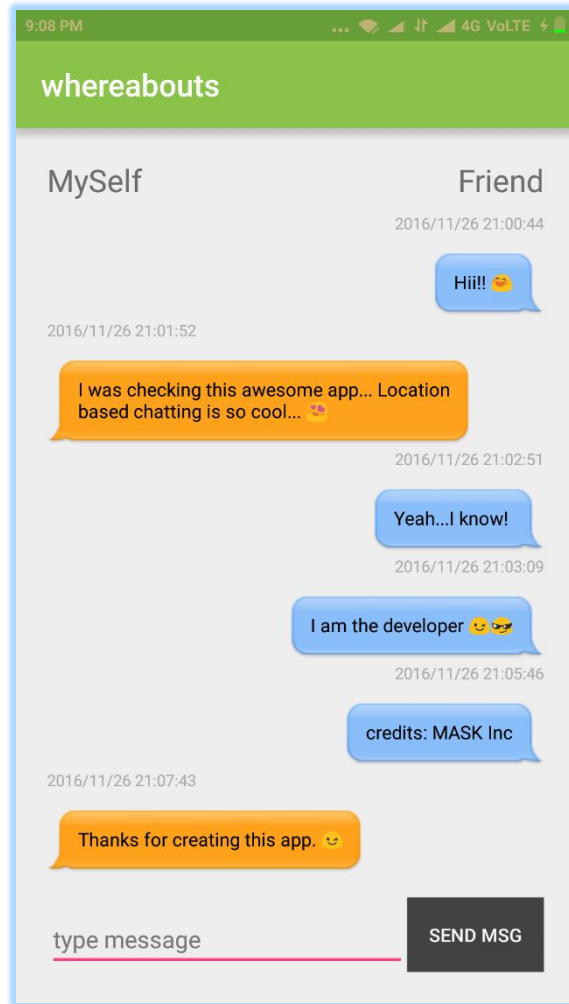 9:08 PM ... 4G VoLTE
whereabouts
MySelf Friend
2016/11/26 21:00:44
Hii!! 😊
2016/11/26 21:01:52
I was checking this awesome app... Location
based chatting is so cool... 😍
2016/11/26 21:02:51
Yeah...I know!
2016/11/26 21:03:09
I am the developer 😉😎
2016/11/26 21:05:46
credits: MASK Inc
2016/11/26 21:07:43
Thanks for creating this app. 😉
type message SEND MSG